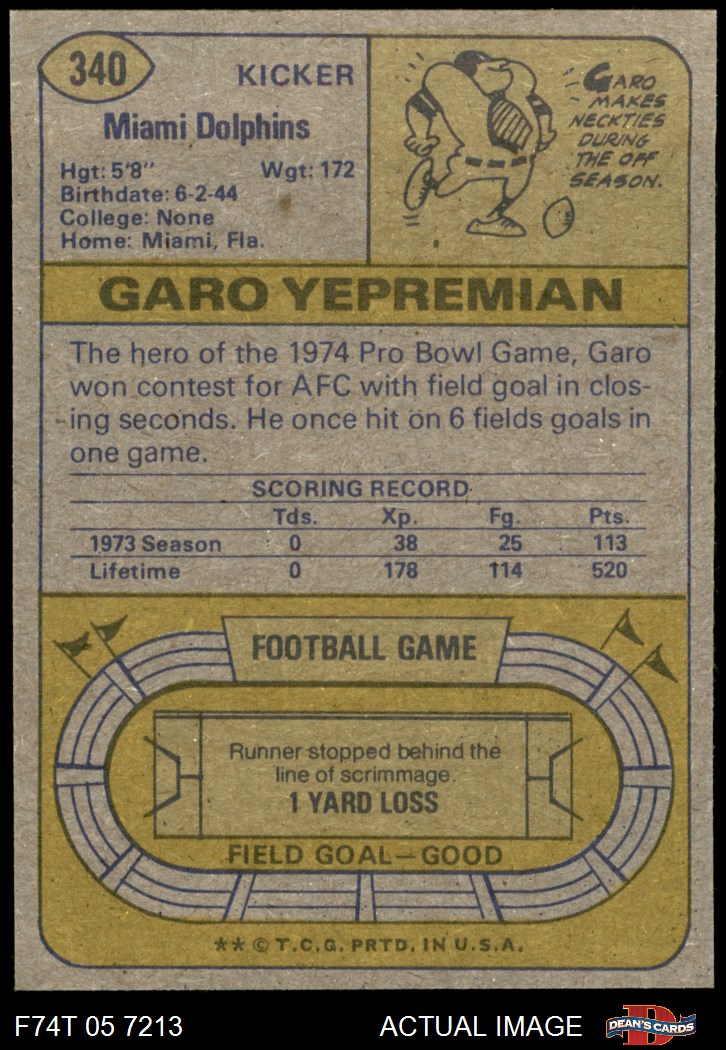 340
KICKER
Miami Dolphins
Hgt: 5'8" Wgt: 172
Birthdate: 6-2-44
College: None
Home: Miami, Fla.
GARO
MAKES
NECKTIES
DURING
THE OFF
SEASON.
GARO YEPREMIAN
The hero of the 1974 Pro Bowl Game, Garo
won contest for AFC with field goal in clos-
ing seconds. He once hit on 6 fields goals in
one game.
SCORING RECORD
Tds. Xp. Fg. Pts.
1973 Season 0 38 25 113
Lifetime 0 178 114 520
FOOTBALL GAME
Runner stopped behind the
line of scrimmage.
1 YARD LOSS
FIELD GOAL—GOOD
** © T.C.G. PRTD. IN U.S.A.
F74T 05 7213 ACTUAL IMAGE
D
DEAN'S CARDS